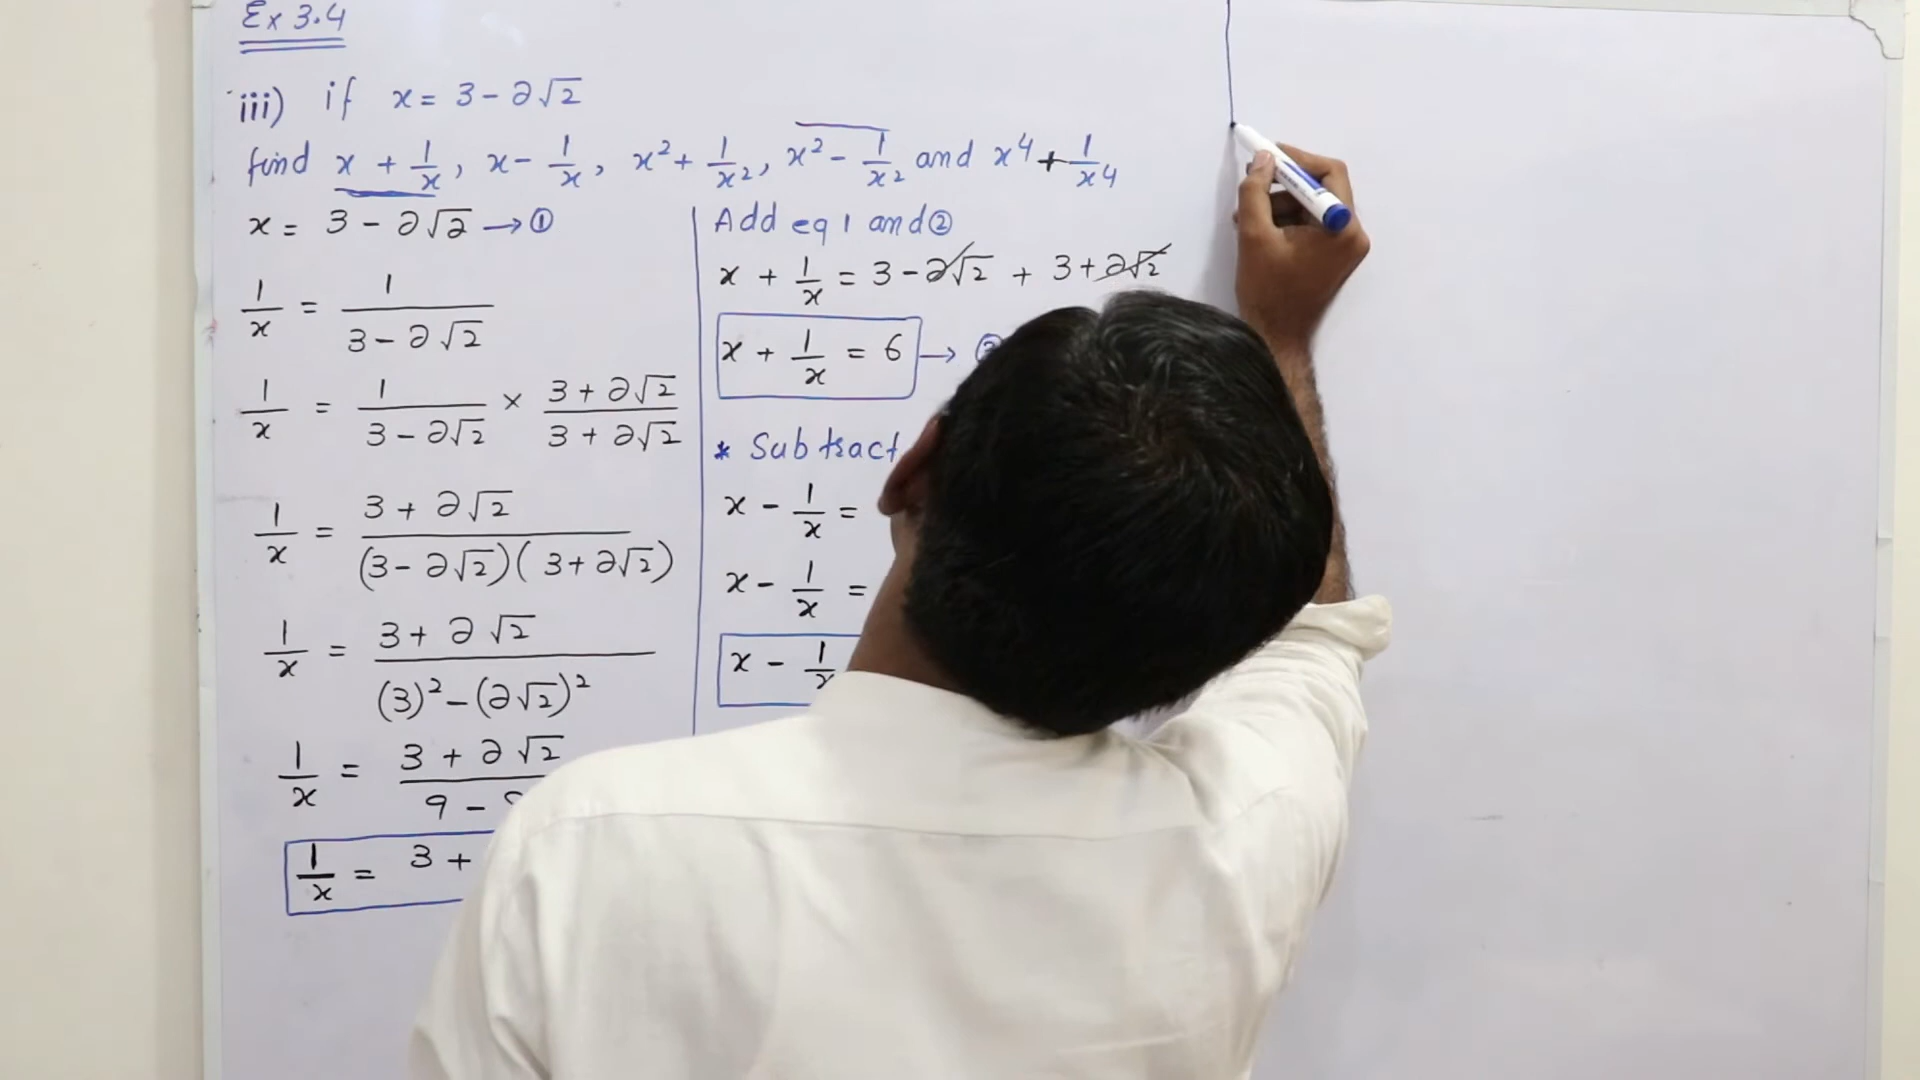 Ex 3.4
iii) if x = 3 - 2√2
find x + 1/x, x - 1/x, x² + 1/x², x² - 1/x² and x⁴ + 1/x⁴
x = 3 - 2√2 → ①
1/x = 1/(3 - 2√2)
1/x = 1/(3 - 2√2) × (3 + 2√2)/(3 + 2√2)
1/x = (3 + 2√2)/((3 - 2√2)(3 + 2√2))
1/x = (3 + 2√2)/((3)² - (2√2)²)
1/x = (3 + 2√2)/(9 -
1/x = 3 +
Add eq 1 and ②
x + 1/x = 3 - 2√2 + 3 + 2√2
x + 1/x = 6 →
* Subtract
x - 1/x =
x - 1/x =
x - 1/x